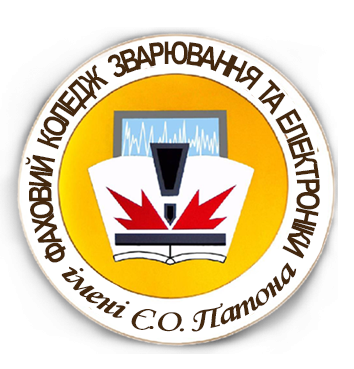 ФАХОВИЙ КОЛЕДЖ ЗВАРЮВАННЯ ТА ЕЛЕКТРОНІКИ
імені Є.О. Патона